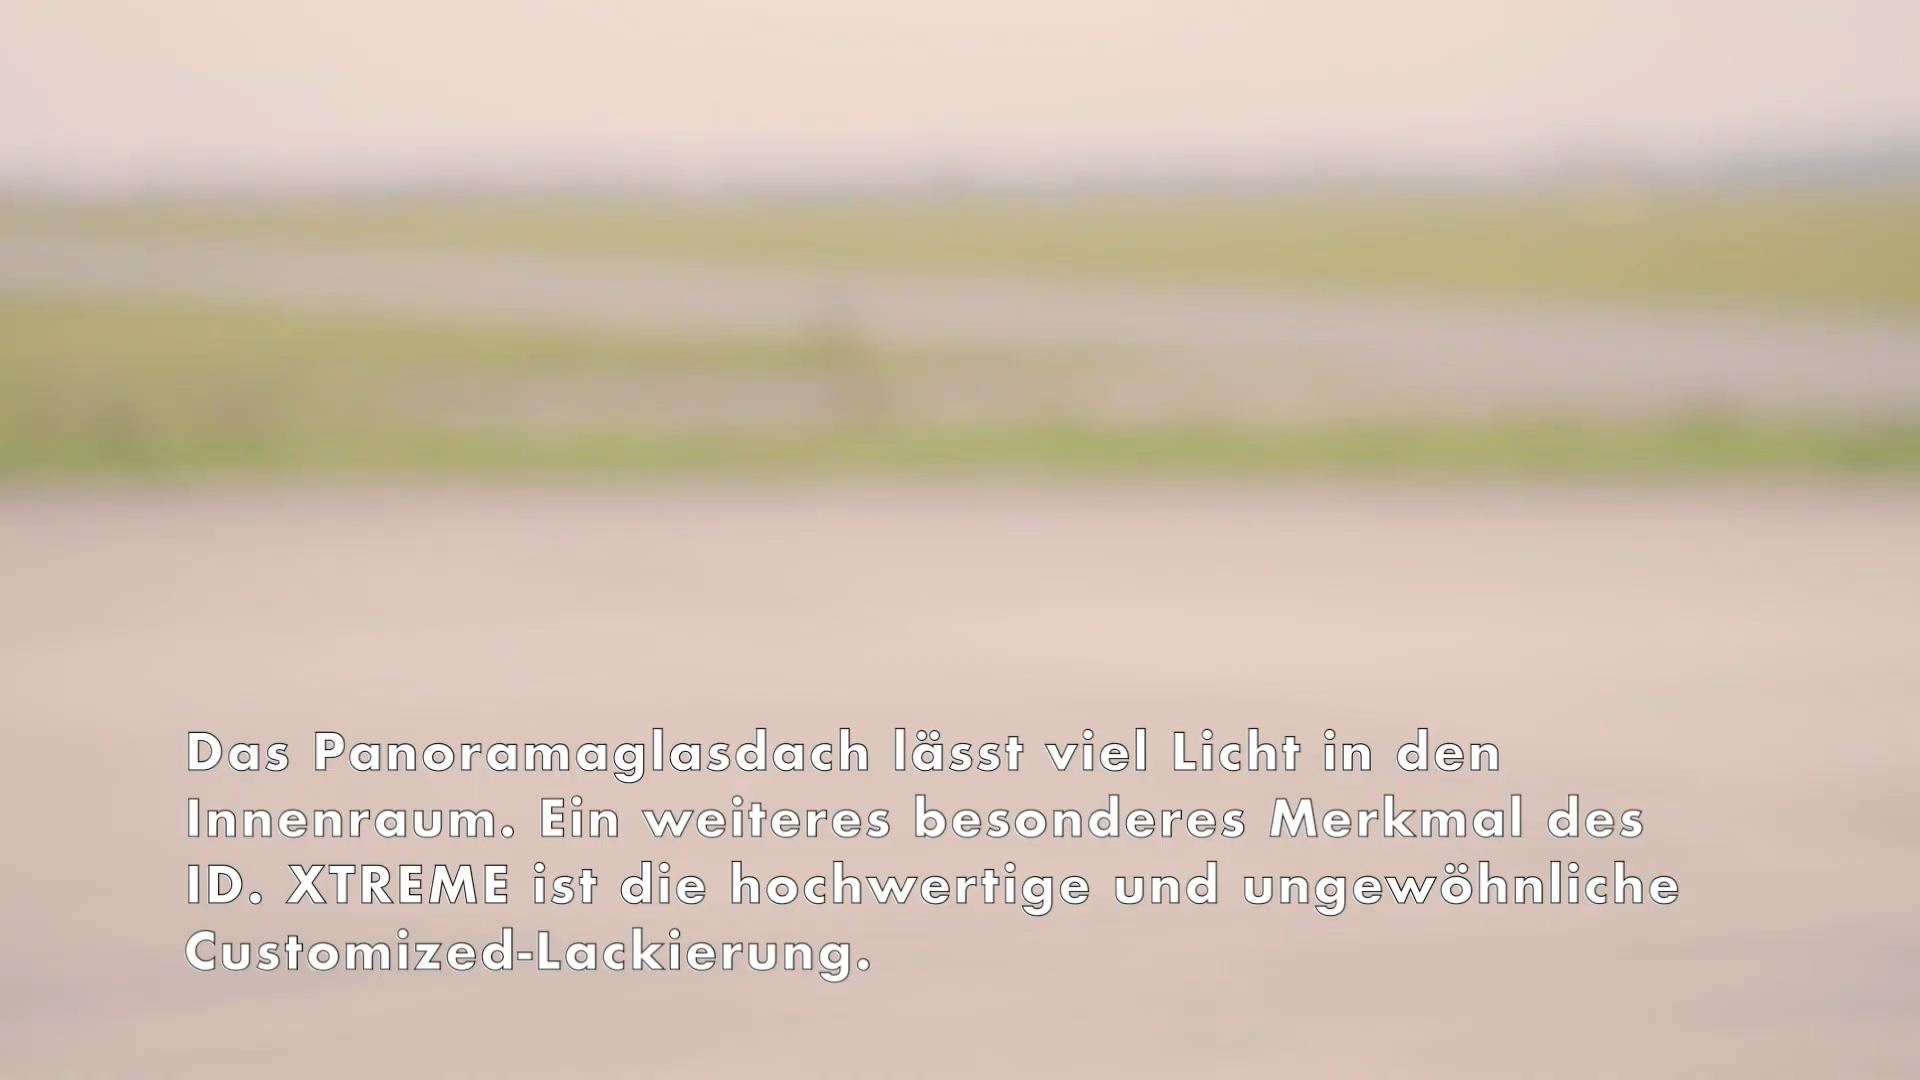 Das Panoramaglasdach lässt viel Licht in den
Innenraum. Ein weiteres besonderes Merkmal des
ID. XTREME ist die hochwertige und ungewöhnliche
Customized-Lackierung.